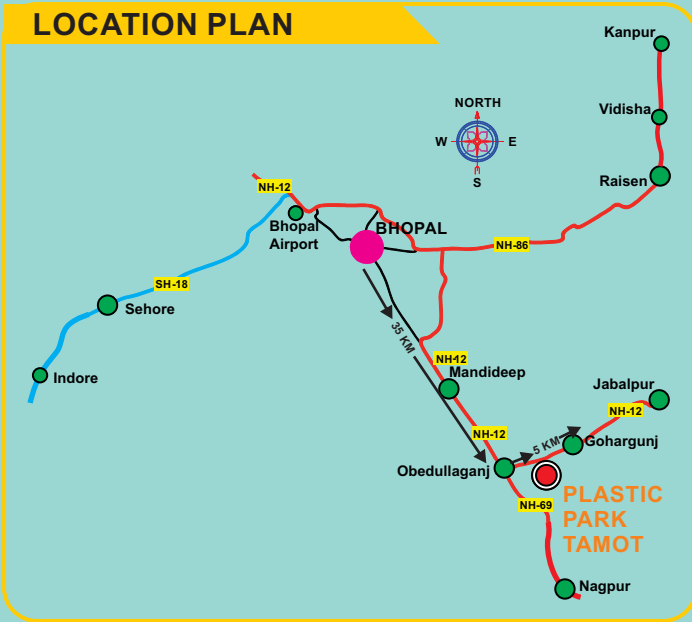 LOCATION PLAN
Kanpur
NORTH
Vidisha
W
E
S
Raisen
NH-12
Bhopal
Airport
BHOPAL
NH-86
SH-18
Sehore
35 KM
NH-12
Mandideep
Indore
Jabalpur
NH-12
NH-12
5 KM
Gohargunj
Obedullaganj
PLASTIC
PARK
TAMOT
NH-69
Nagpur